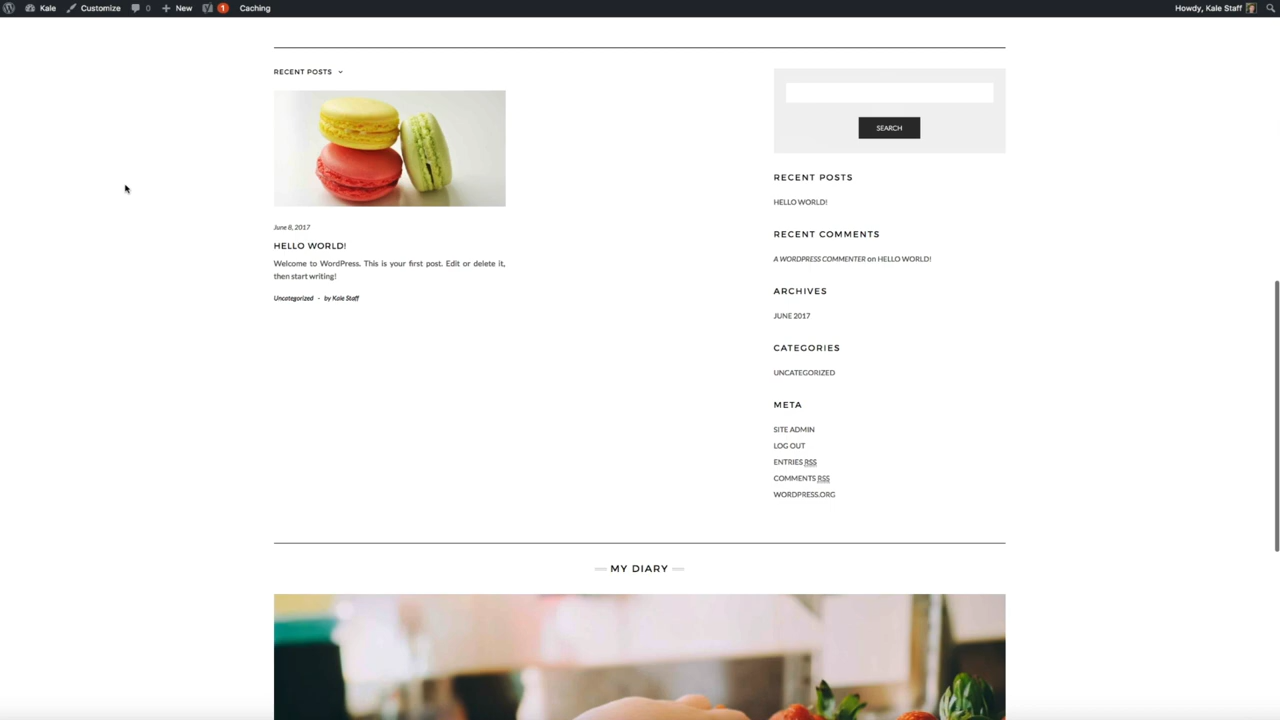 Kale Customize 0 New 1 Caching Howdy, Kale Staff
RECENT POSTS
June 8, 2017
HELLO WORLD!
Welcome to WordPress. This is your first post. Edit or delete it,
then start writing!
Uncategorized - by Kale Staff
SEARCH
RECENT POSTS
HELLO WORLD!
RECENT COMMENTS
A WORDPRESS COMMENTER on HELLO WORLD!
ARCHIVES
JUNE 2017
CATEGORIES
UNCATEGORIZED
META
SITE ADMIN
LOG OUT
ENTRIES RSS
COMMENTS RSS
WORDPRESS.ORG
MY DIARY